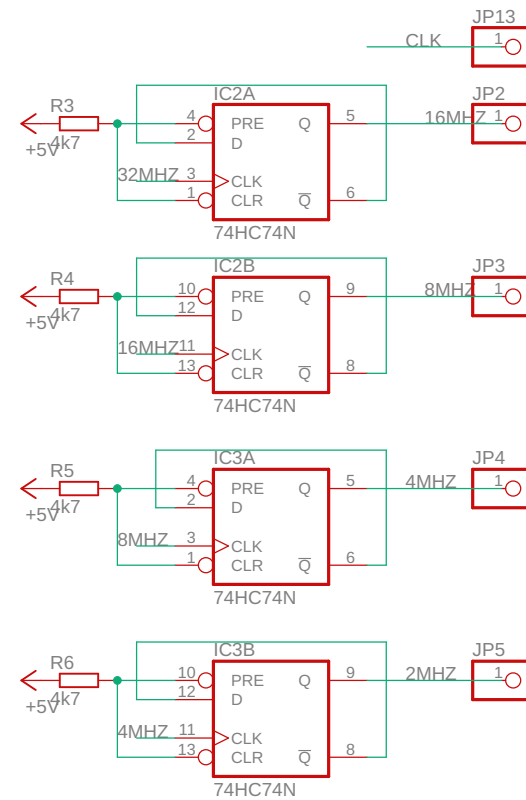 JP13
CLK 1
IC2A JP2
R3
4 PRE Q 5 16MHZ 1
+5V 4k7 2 D
32MHZ 3 CLK
1 CLR Q 6
74HC74N
IC2B JP3
R4
10 PRE Q 9 8MHZ 1
+5V 4k7 12 D
16MHZ 11 CLK
13 CLR Q 8
74HC74N
IC3A JP4
R5
4 PRE Q 5 4MHZ 1
+5V 4k7 2 D
8MHZ 3 CLK
1 CLR Q 6
74HC74N
IC3B JP5
R6
10 PRE Q 9 2MHZ 1
+5V 4k7 12 D
4MHZ 11 CLK
13 CLR Q 8
74HC74N